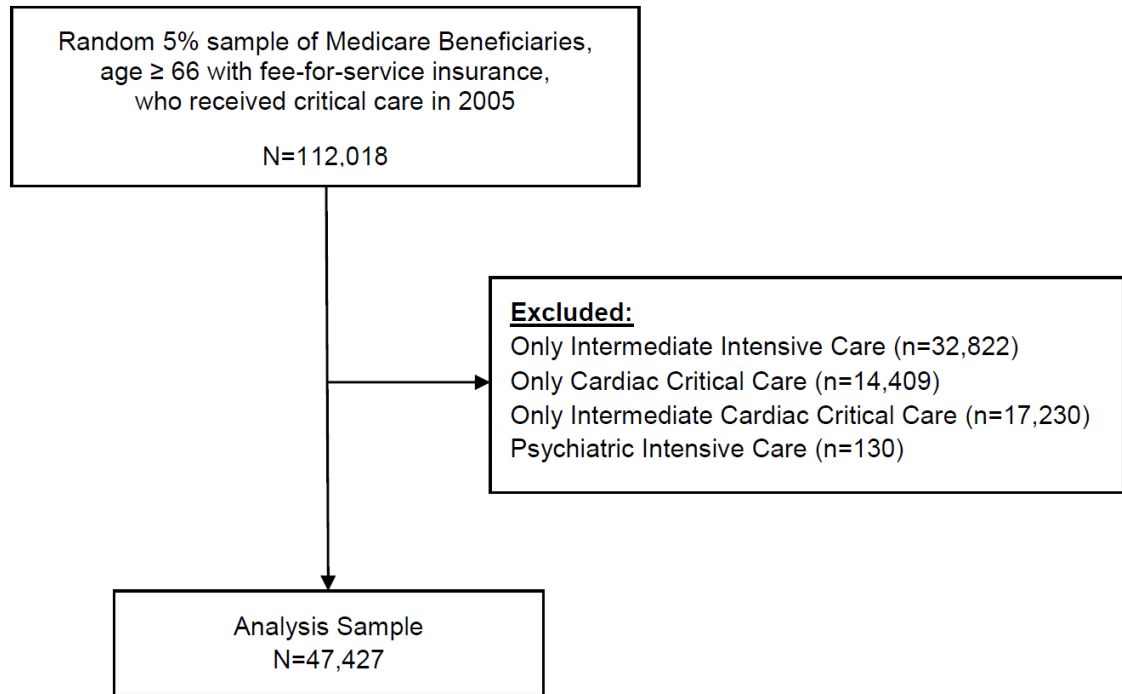 Random 5% sample of Medicare Beneficiaries,
age ≥ 66 with fee-for-service insurance,
who received critical care in 2005
N=112,018
Excluded:
Only Intermediate Intensive Care (n=32,822)
Only Cardiac Critical Care (n=14,409)
Only Intermediate Cardiac Critical Care (n=17,230)
Psychiatric Intensive Care (n=130)
Analysis Sample
N=47,427